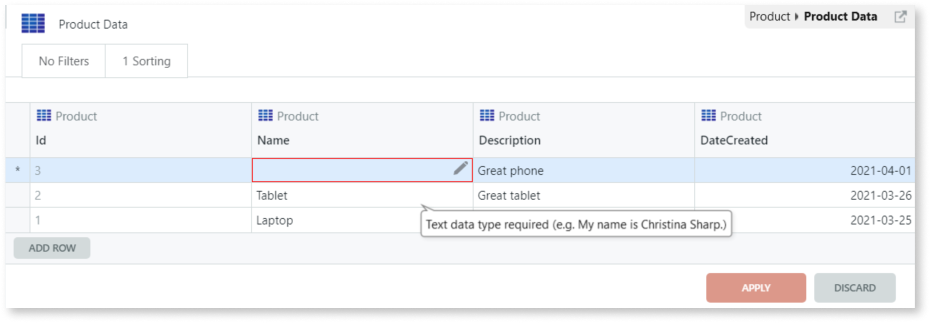 Product Data
Product Product Data
No Filters 1 Sorting
Product Product Product Product
Id Name Description DateCreated
* 3 Great phone 2021-04-01
2 Tablet Great tablet 2021-03-26
1 Laptop 2021-03-25
Text data type required (e.g. My name is Christina Sharp.)
ADD ROW
APPLY DISCARD